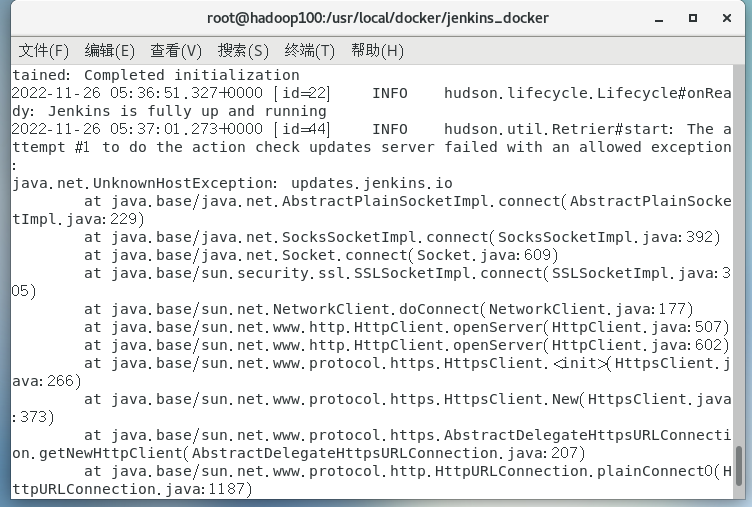 root@hadoop100:/usr/local/docker/jenkins_docker
文件(F) 编辑(E) 查看(V) 搜索(S) 终端(T) 帮助(H)
tained: Completed initialization
2022-11-26 05:36:51.327+0000 [id=22]    INFO    hudson.lifecycle.Lifecycle#onRea
dy: Jenkins is fully up and running
2022-11-26 05:37:01.273+0000 [id=44]    INFO    hudson.util.Retrier#start: The a
ttempt #1 to do the action check updates server failed with an allowed exception
:
java.net.UnknownHostException: updates.jenkins.io
        at java.base/java.net.AbstractPlainSocketImpl.connect(AbstractPlainSocke
tImpl.java:229)
        at java.base/java.net.SocksSocketImpl.connect(SocksSocketImpl.java:392)
        at java.base/java.net.Socket.connect(Socket.java:609)
        at java.base/sun.security.ssl.SSLSocketImpl.connect(SSLSocketImpl.java:3
05)
        at java.base/sun.net.NetworkClient.doConnect(NetworkClient.java:177)
        at java.base/sun.net.www.http.HttpClient.openServer(HttpClient.java:507)
        at java.base/sun.net.www.http.HttpClient.openServer(HttpClient.java:602)
        at java.base/sun.net.www.protocol.https.HttpsClient.<init>(HttpsClient.j
ava:266)
        at java.base/sun.net.www.protocol.https.HttpsClient.New(HttpsClient.java
:373)
        at java.base/sun.net.www.protocol.https.AbstractDelegateHttpsURLConnecti
on.getNewHttpClient(AbstractDelegateHttpsURLConnection.java:207)
        at java.base/sun.net.www.protocol.http.HttpURLConnection.plainConnect0(H
ttpURLConnection.java:1187)